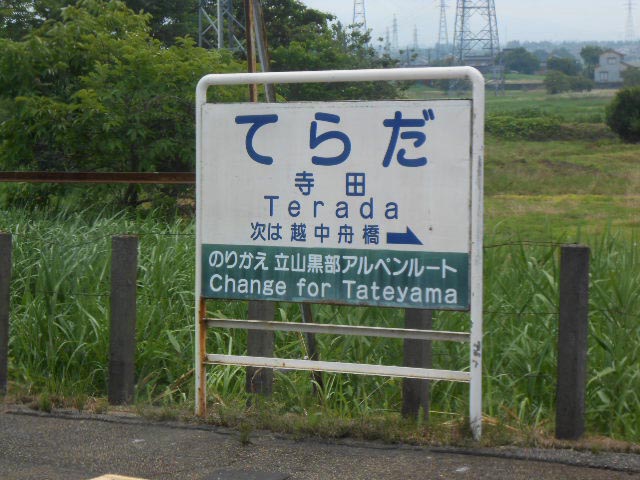 てらだ
寺田
Terada
次は越中舟橋
のりかえ 立山黒部アルペンルート
Change for Tateyama